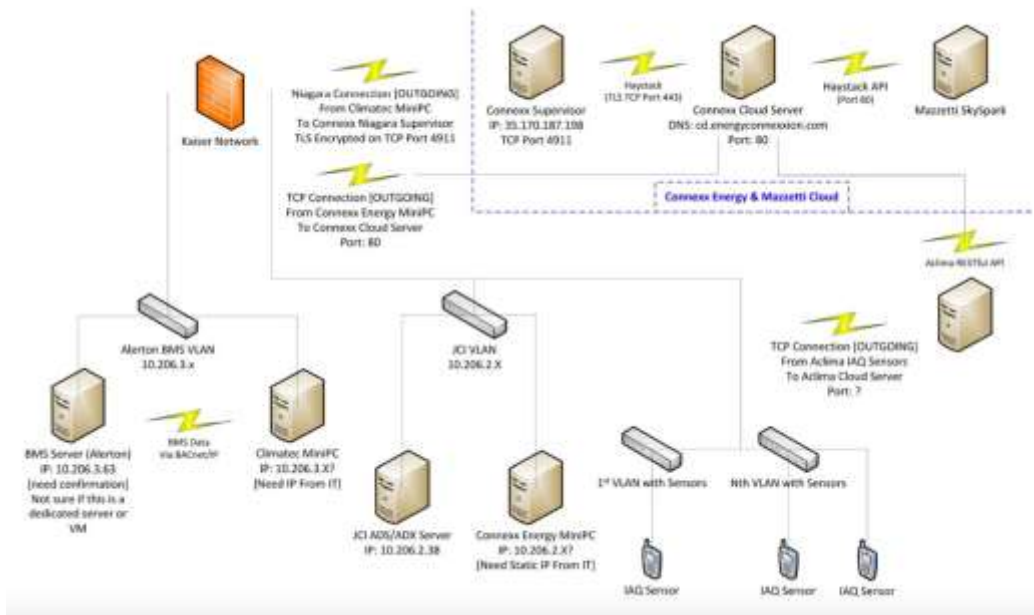 Kaiser Network
Niagara Connection [OUTGOING]
From Climatec MiniPC
To Connexx Niagara Supervisor
TLS Encrypted on TCP Port 4911
Connexx Supervisor
IP: 35.170.187.198
TCP Port 4911
Haystack
(TLS TCP Port 443)
Connexx Cloud Server
DNS: cd.energyconnexxion.com
Port: 80
Haystack API
(Port 80)
Mazzetti SkySpark
TCP Connection [OUTGOING]
From Connexx Energy MiniPC
To Connexx Cloud Server
Port: 80
Connexx Energy & Mazzetti Cloud
Aclima RESTful API
TCP Connection [OUTGOING]
From Aclima IAQ Sensors
To Aclima Cloud Server
Port: ?
Alerton BMS VLAN
10.206.3.x
JCI VLAN
10.206.2.X
BMS Server (Alerton)
IP: 10.206.3.63
[need confirmation]
Not sure if this is a
dedicated server or
VM
BMS Data
Via BACnet/IP
Climatec MiniPC
IP: 10.206.3.X?
[Need IP From IT]
JCI ADS/ADX Server
IP: 10.206.2.38
Connexx Energy MiniPC
IP: 10.206.2.X?
[Need Static IP From IT]
1st VLAN with Sensors
Nth VLAN with Sensors
IAQ Sensor
IAQ Sensor
IAQ Sensor